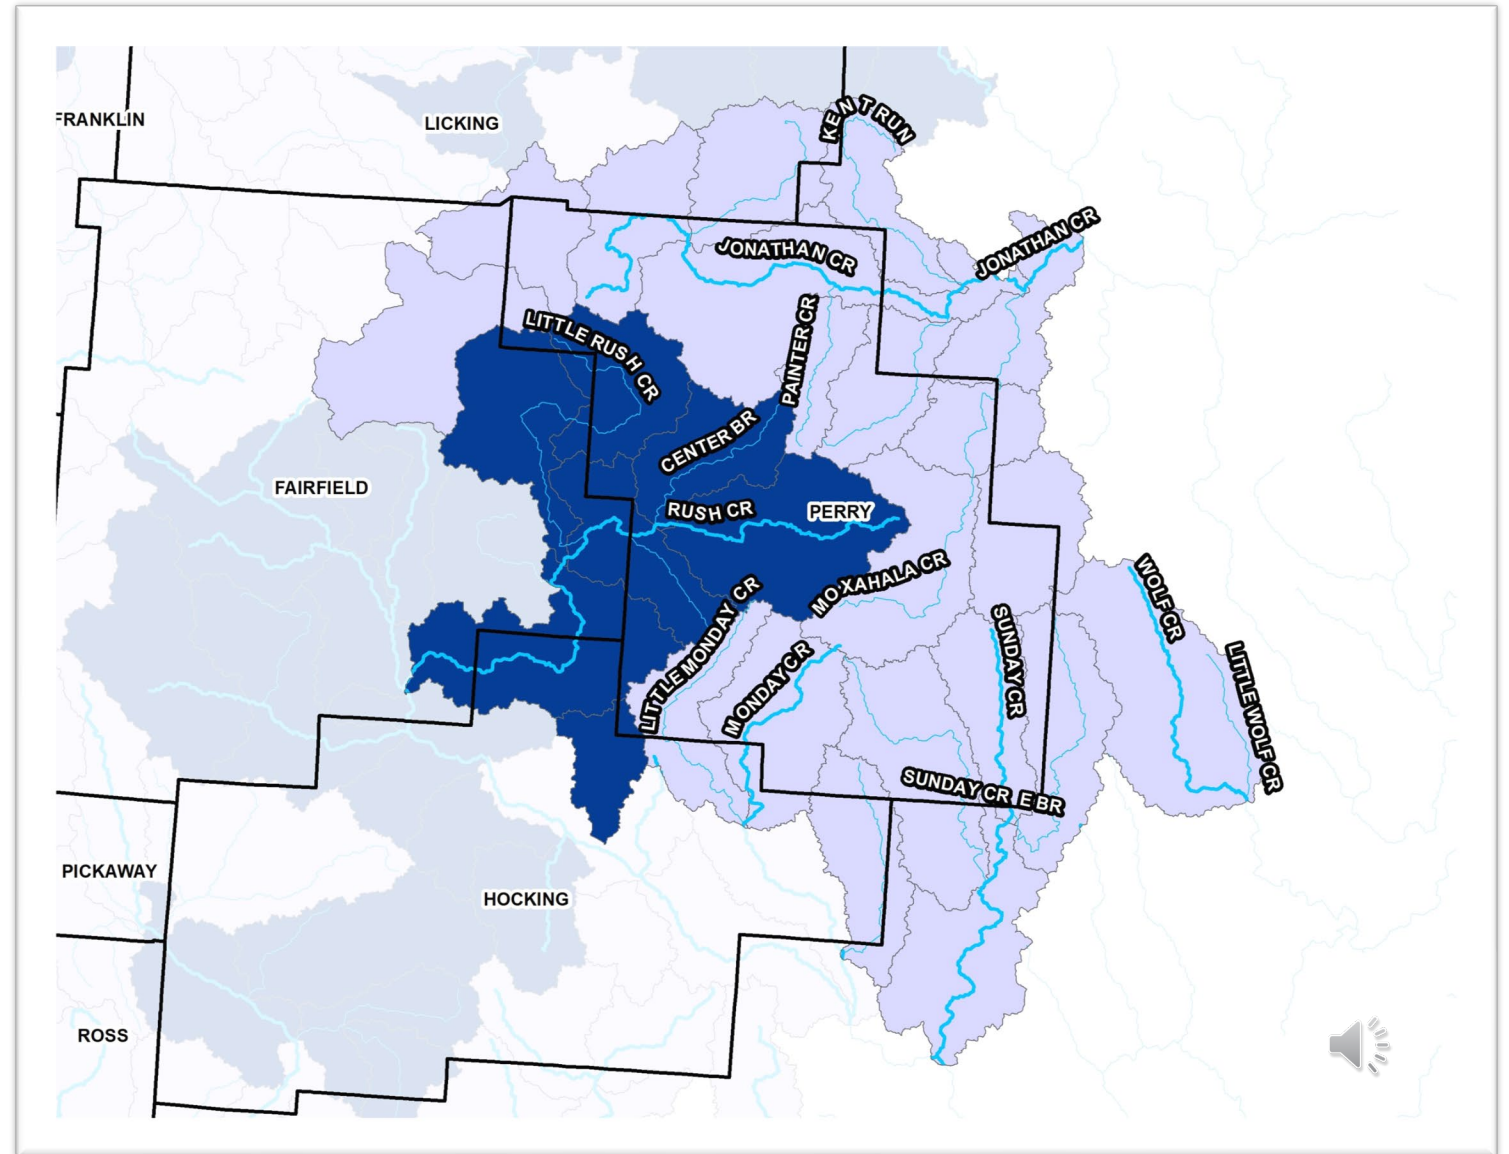 KENT RUN
FRANKLIN
LICKING
JONATHAN CR
JONATHAN CR
LITTLE RUSH CR
PAINTER CR
CENTER BR
FAIRFIELD
RUSH CR
PERRY
MOXAHALA CR
WOLF CR
LITTLE MONDAY CR
SUNDAY CR
MONDAY CR
LITTLE WOLF CR
SUNDAY CR E BR
PICKAWAY
HOCKING
ROSS